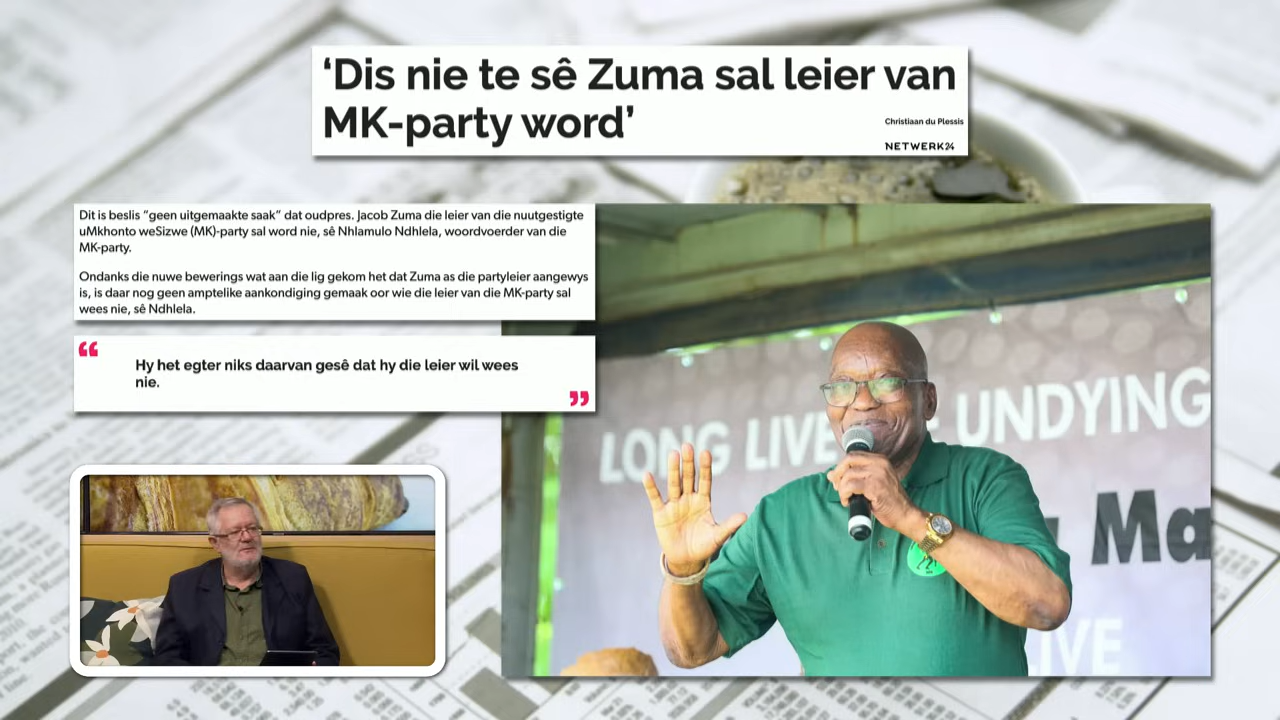 ‘Dis nie te sê Zuma sal leier van
MK-party word’
Christiaan du Plessis
NETWERK24
Dit is beslis “geen uitgemaakte saak” dat oudpres. Jacob Zuma die leier van die nuutgestigte
uMkhonto weSizwe (MK)-party sal word nie, sê Nhlamulo Ndhlela, woordvoerder van die
MK-party.
Ondanks die nuwe bewerings wat aan die lig gekom het dat Zuma as die partyleier aangewys
is, is daar nog geen amptelike aankondiging gemaak oor wie die leier van die MK-party sal
wees nie, sê Ndhlela.
“
Hy het egter niks daarvan gesê dat hy die leier wil wees
nie.
”
LONG LIVE UNDYING
Ma
LIVE